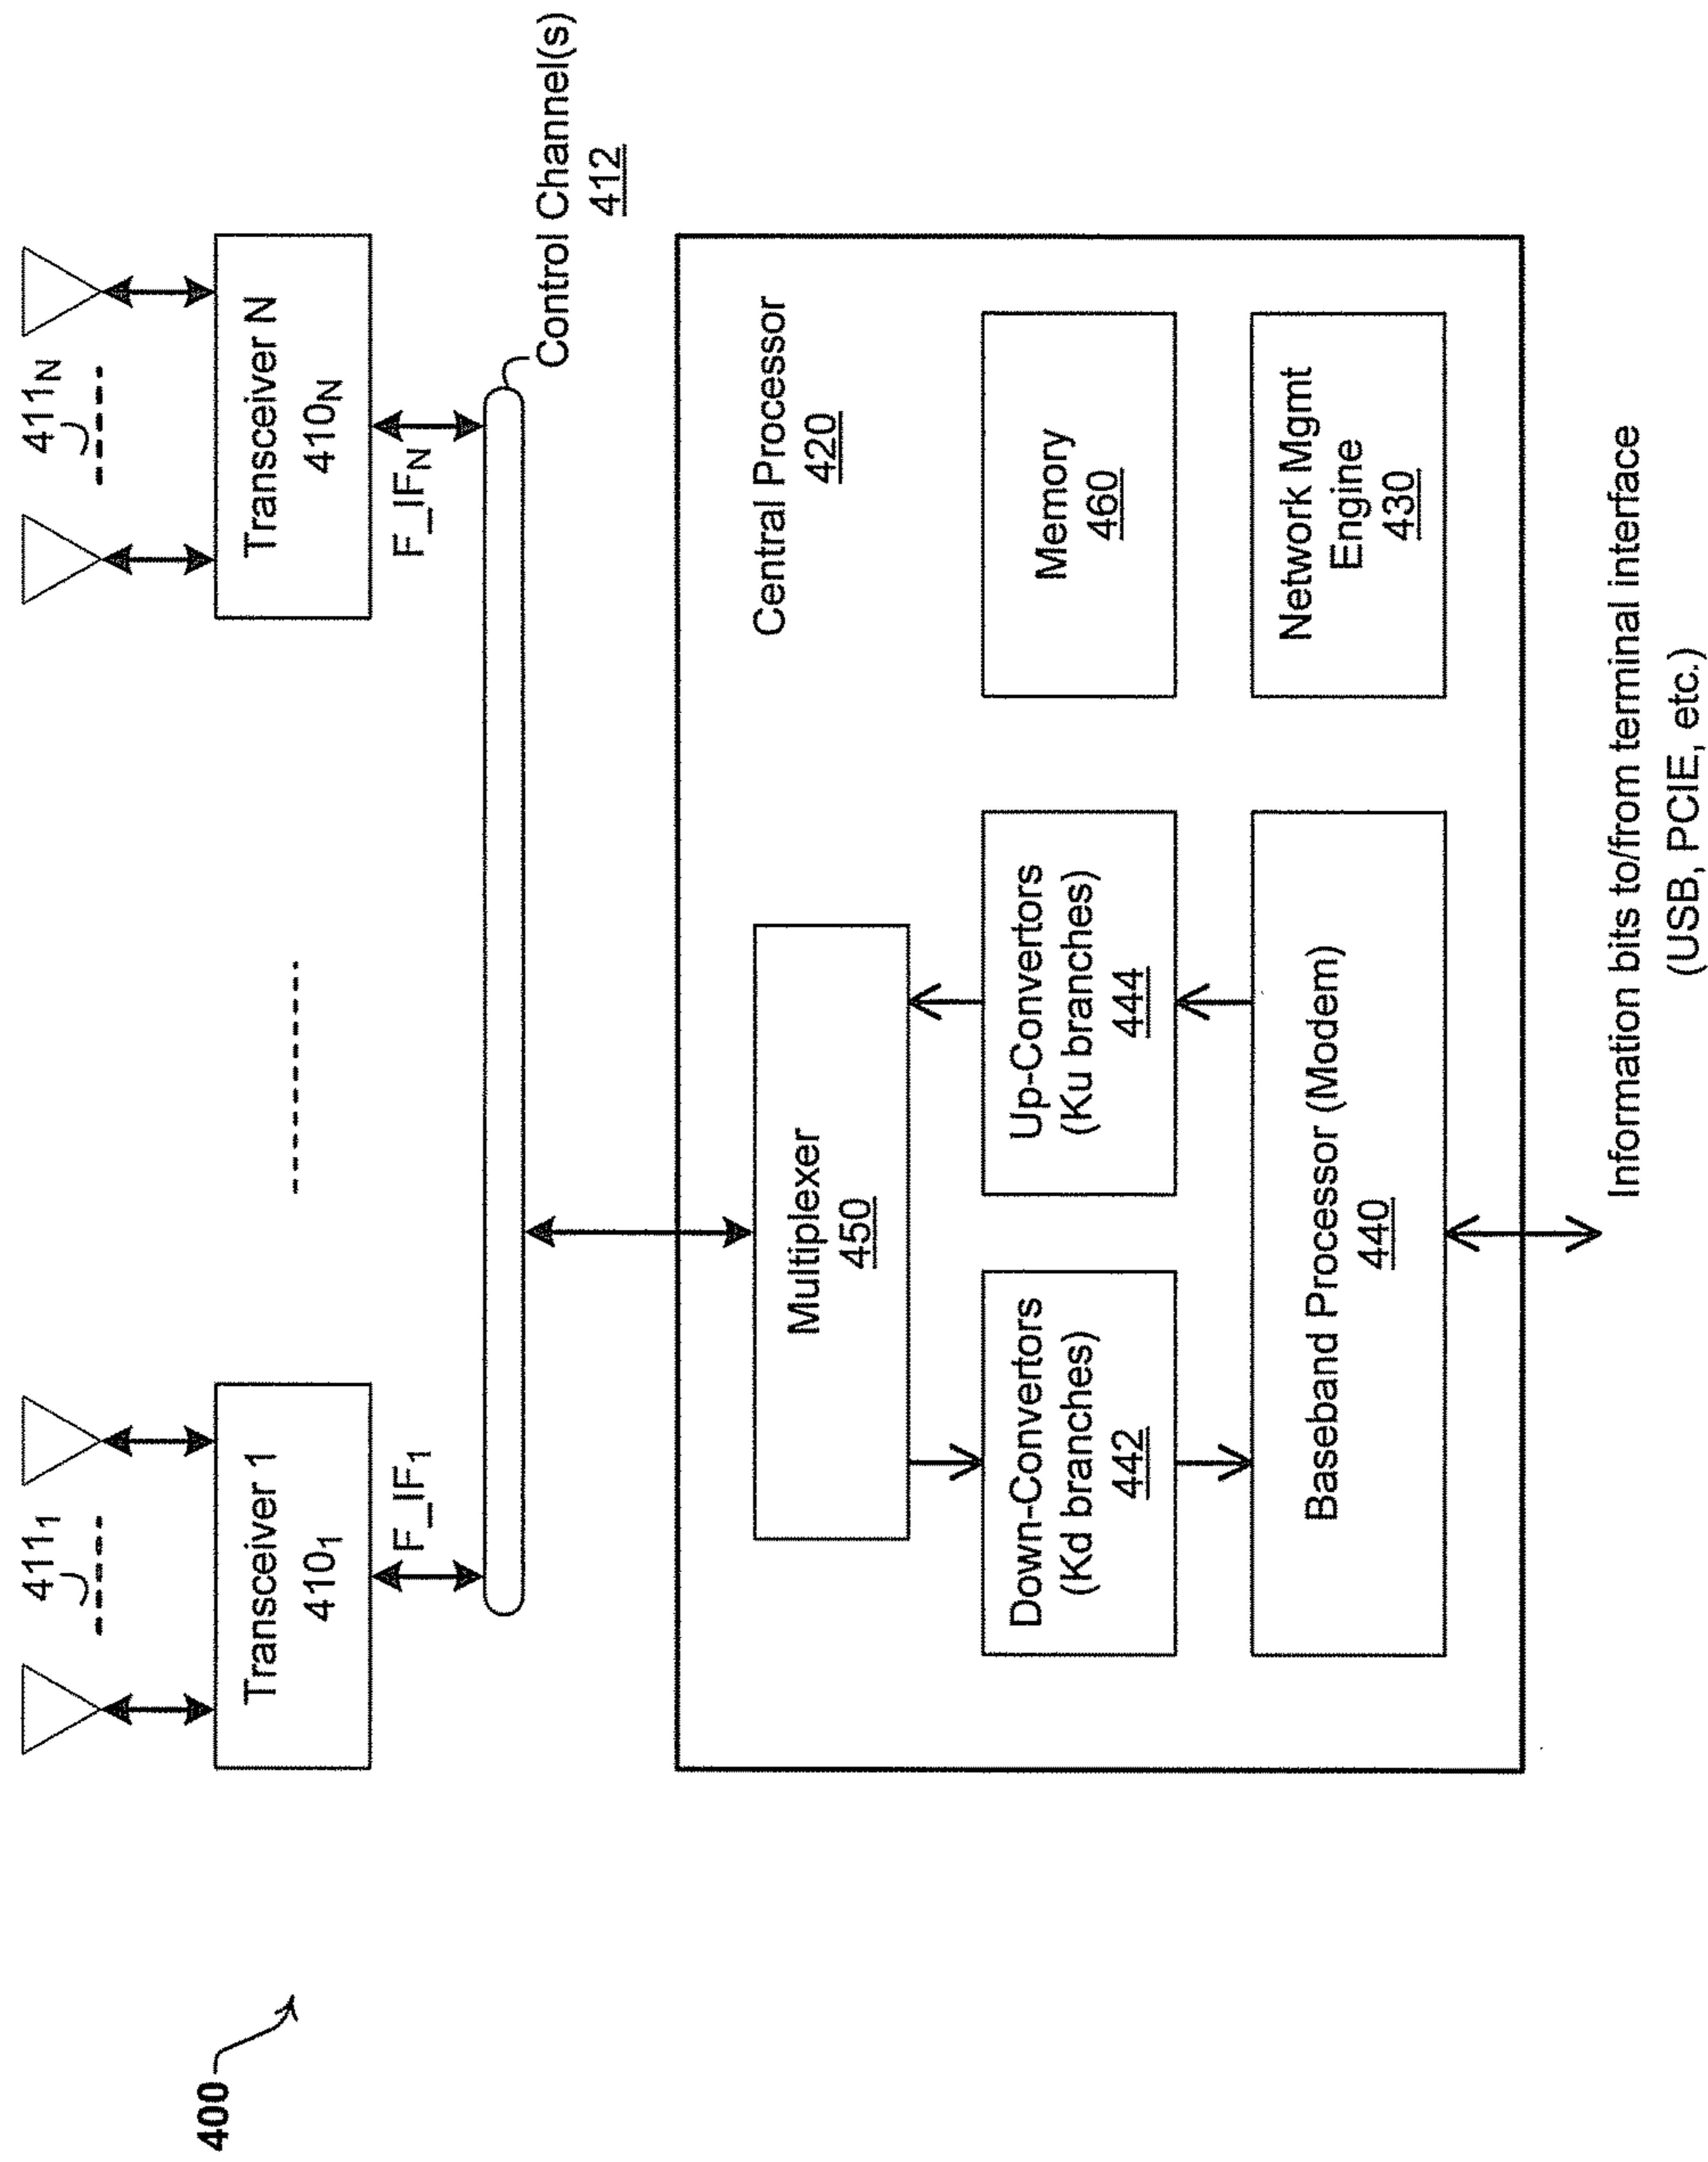 400
411₁
411N
Transceiver 1
410₁
Transceiver N
410N
F_IF₁
F_IFN
Control Channel(s)
412
Central Processor
420
Multiplexer
450
Down-Convertors
(Kd branches)
442
Up-Convertors
(Ku branches)
444
Memory
460
Baseband Processor (Modem)
440
Network Mgmt
Engine
430
Information bits to/from terminal interface
(USB, PCIE, etc.)